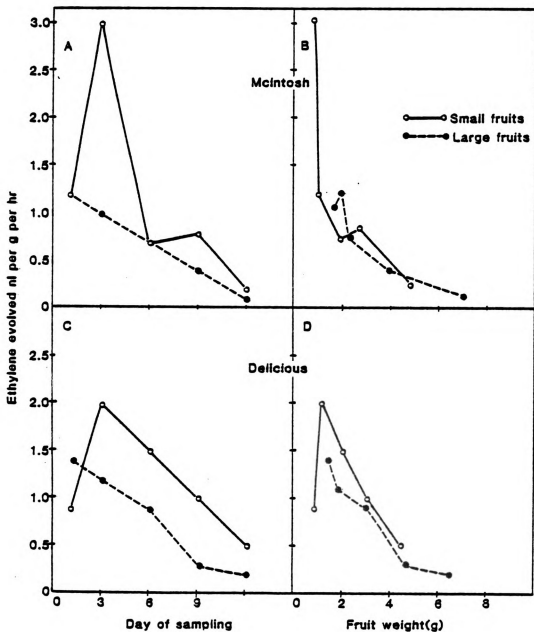 Ethylene evolved nl per g per hr
A
3.0
2.5
2.0
1.5
1.0
0.5
0
B
McIntosh
Small fruits
Large fruits
C
2.5
2.0
1.5
1.0
0.5
0
D
Delicious
0 3 6 9
Day of sampling
2 4 6 8
Fruit weight(g)